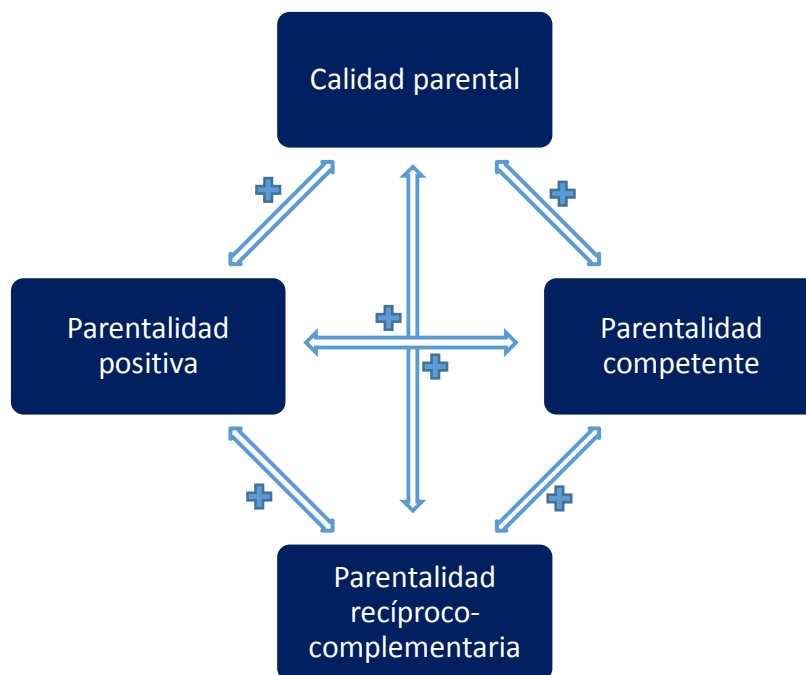 Calidad parental
Parentalidad
positiva
Parentalidad
competente
Parentalidad
recíproco-
complementaria